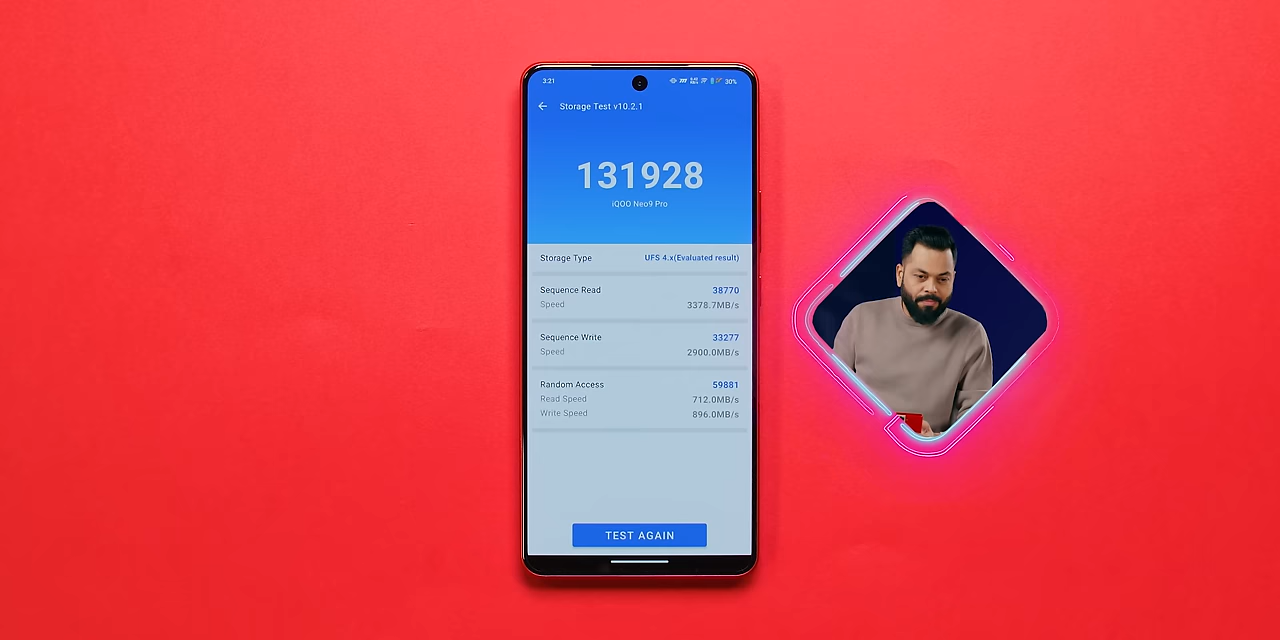 3:21
30%
Storage Test v10.2.1
131928
iQOO Neo9 Pro
Storage Type UFS 4.x(Evaluated result)
Sequence Read 38770
Speed 3378.7MB/s
Sequence Write 33277
Speed 2900.0MB/s
Random Access 59881
Read Speed 712.0MB/s
Write Speed 896.0MB/s
TEST AGAIN